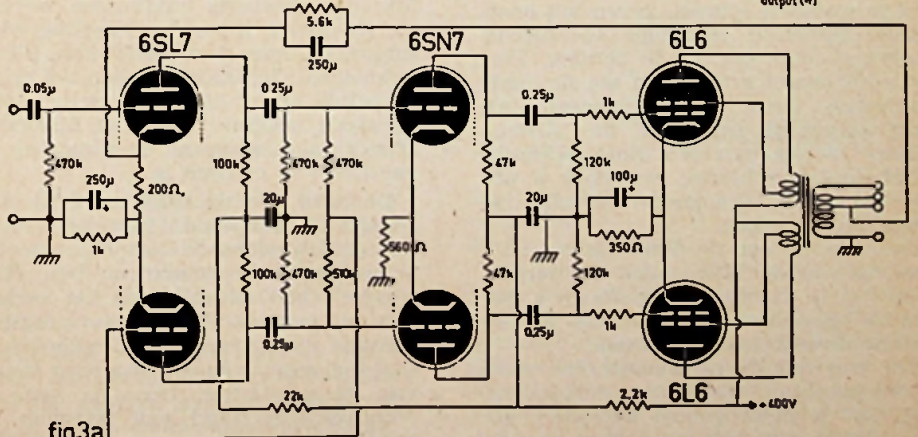 output (4)
5.6k
250µ
6SL7
6SN7
6L6
0.05µ
0.25µ
0.25µ
1k
470k
100k
470k
470k
47k
120k
250µ
+
200Ω
20µ
20µ
100µ
+
1k
560Ω
350Ω
100k
470k
510k
47k
120k
0.25µ
0.25µ
1k
22k
2.2k
6L6
+400V
fig3a